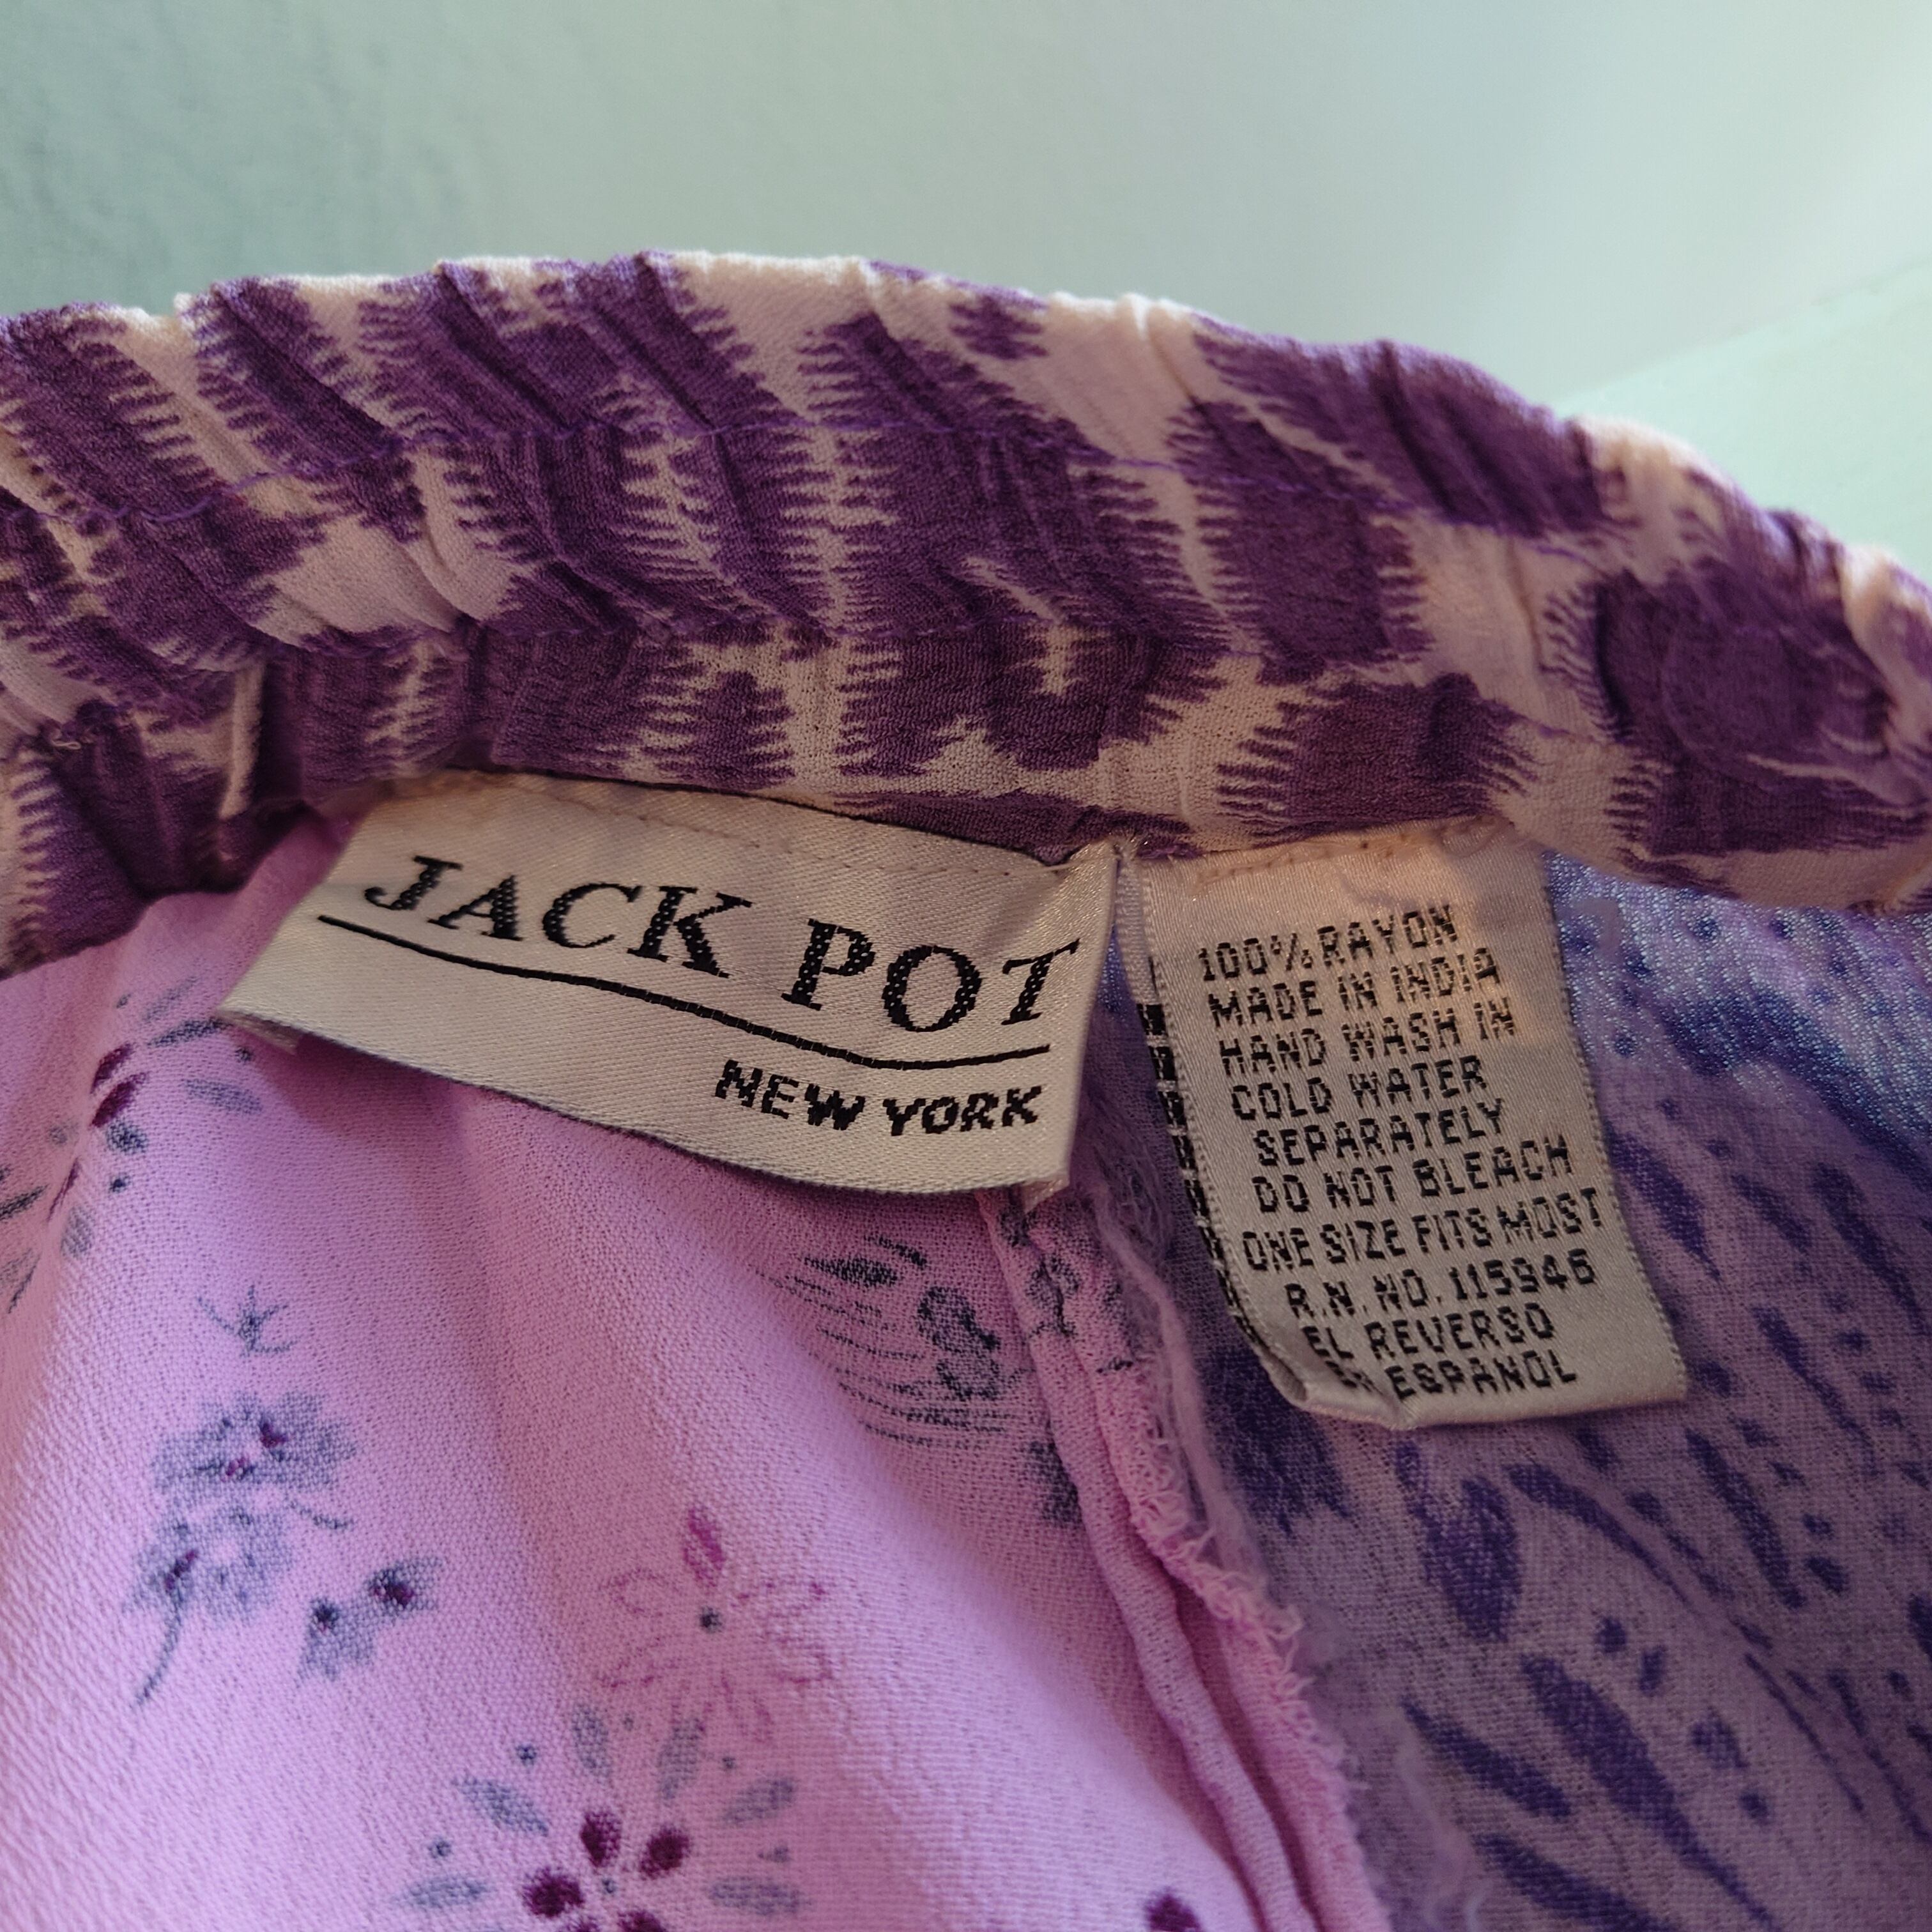 JACK POT
NEW YORK
100% RAYON
MADE IN INDIA
HAND WASH IN
COLD WATER
SEPARATELY
DO NOT BLEACH
ONE SIZE FITS MOST
R.N. NO. 115946
EL REVERSO
ESPANOL